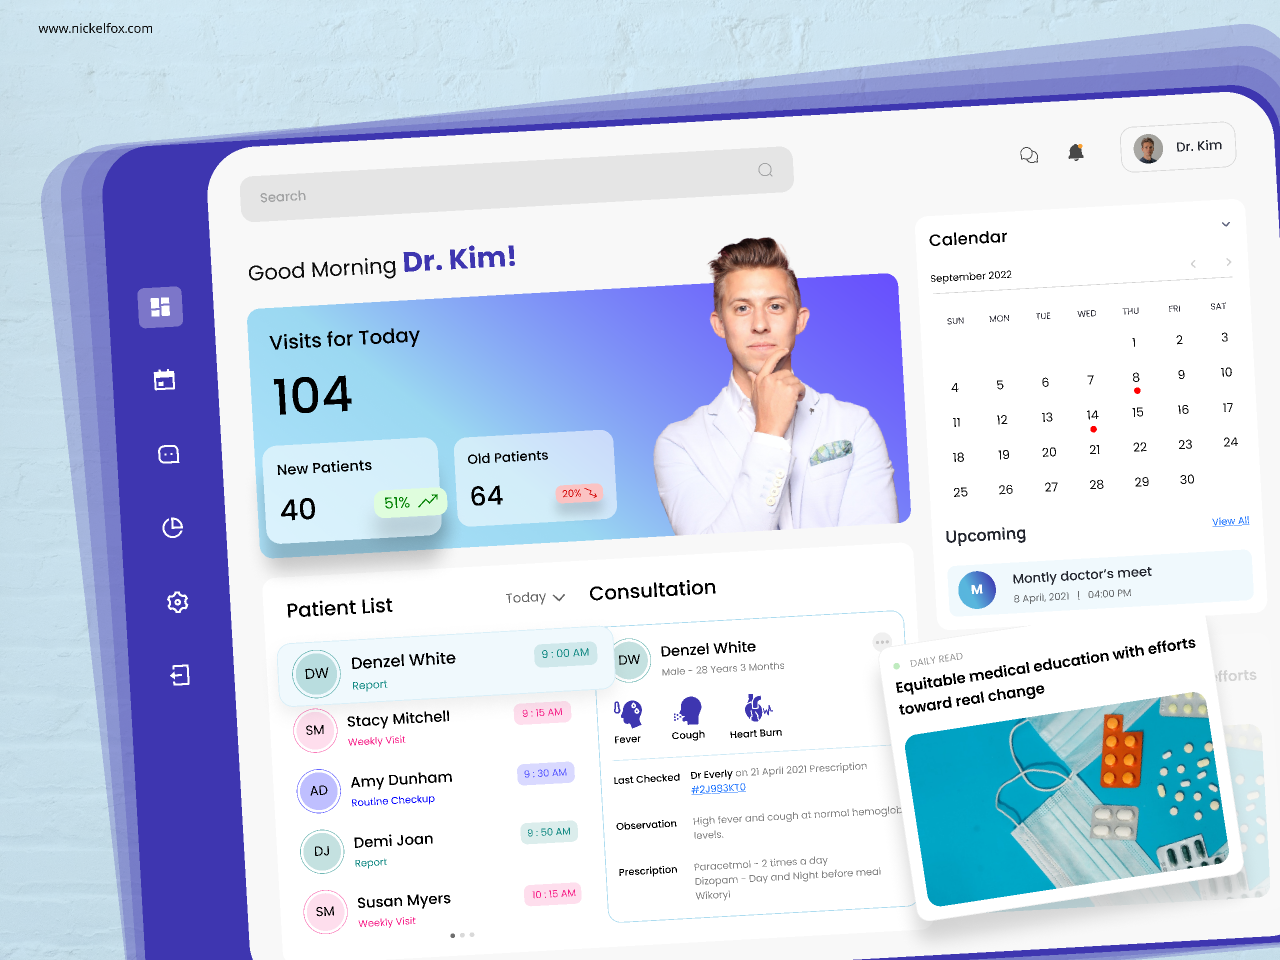 www.nickelfox.com
Search
Dr. Kim
Good Morning Dr. Kim!
Visits for Today
104
New Patients
40
51%
Old Patients
64
20%
Calendar
September 2022
SUN MON TUE WED THU FRI SAT
1 2 3
4 5 6 7 8 9 10
11 12 13 14 15 16 17
18 19 20 21 22 23 24
25 26 27 28 29 30
Upcoming
View All
M
Montly doctor's meet
8 April, 2021 | 04:00 PM
Patient List
Today
DW
Denzel White
Report
9 : 00 AM
SM
Stacy Mitchell
Weekly Visit
9 : 15 AM
AD
Amy Dunham
Routine Checkup
9 : 30 AM
DJ
Demi Joan
Report
9 : 50 AM
SM
Susan Myers
Weekly Visit
10 : 15 AM
Consultation
DW
Denzel White
Male - 28 Years 3 Months
Fever
Cough
Heart Burn
Last Checked
Dr Everly on 21 April 2021 Prescription
#2J983KT0
Observation
High fever and cough at normal hemoglob
levels.
Prescription
Paracetmol - 2 times a day
Dizopam - Day and Night before meal
Wikoryl
DAILY READ
Equitable medical education with efforts
toward real change
efforts